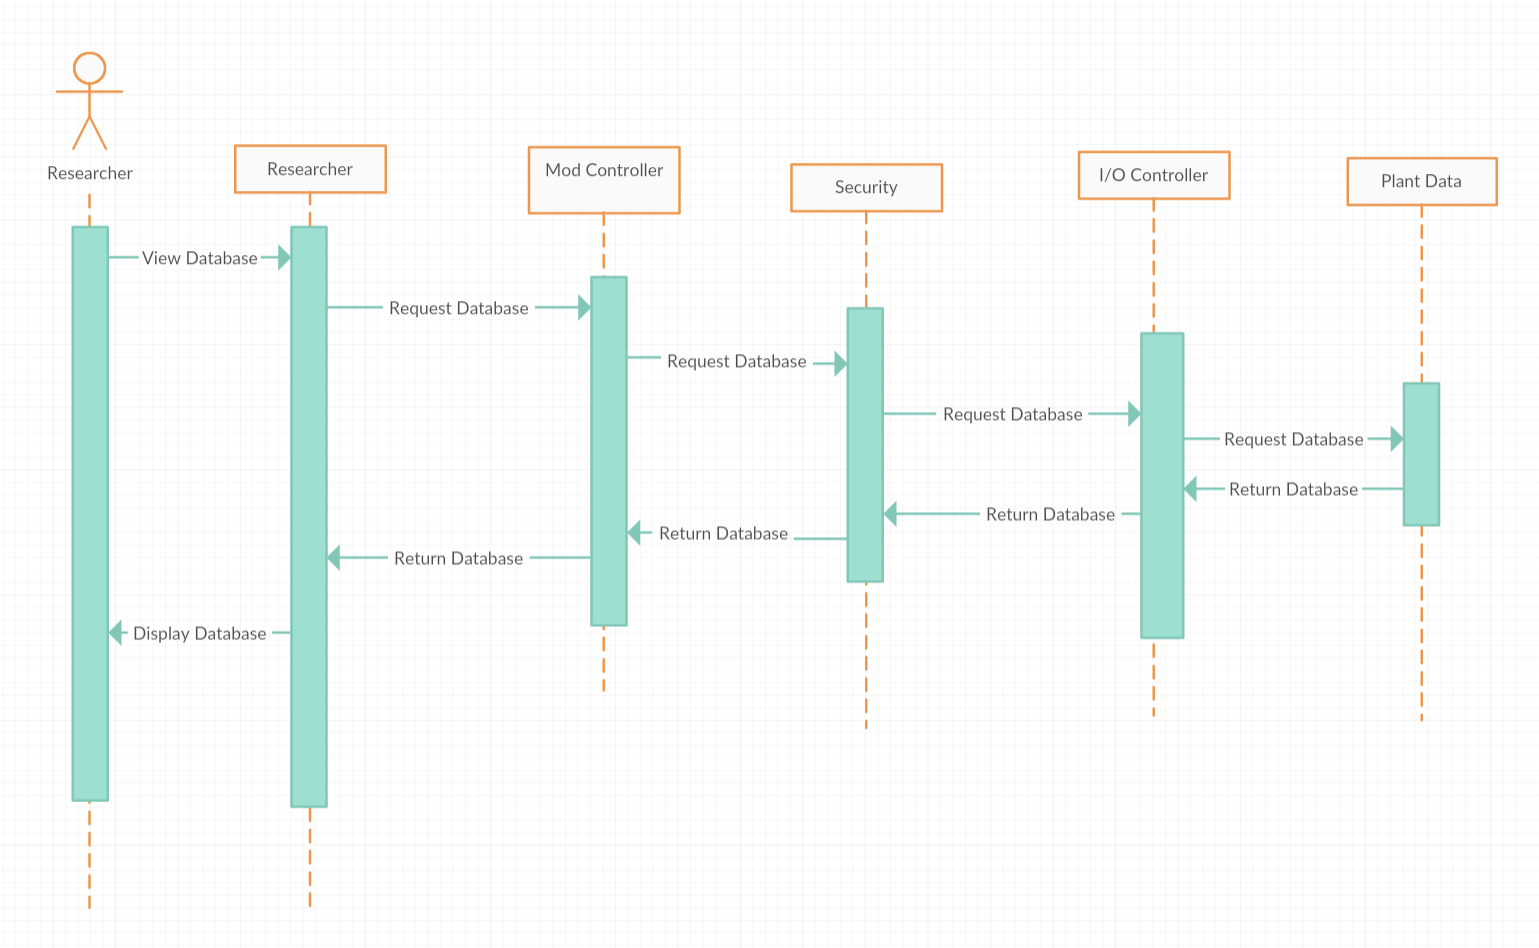 Researcher
Researcher
Mod Controller
Security
I/O Controller
Plant Data
View Database
Request Database
Request Database
Request Database
Request Database
Return Database
Return Database
Return Database
Return Database
Display Database